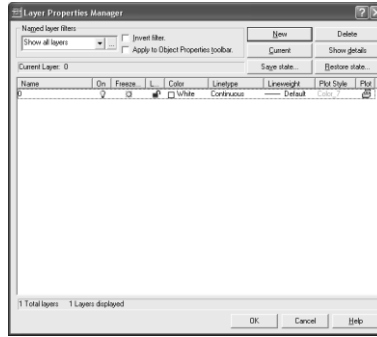 Layer Properties Manager
Named layer filters
Show all layers
...
Invert filter.
Apply to Object Properties toolbar.
New
Delete
Current
Show details
Save state...
Restore state...
Current Layer: 0
Name On Freeze... L... Color Linetype Lineweight Plot Style Plot
0 White Continuous Default Color_7
1 Total layers 1 Layers displayed
OK Cancel Help